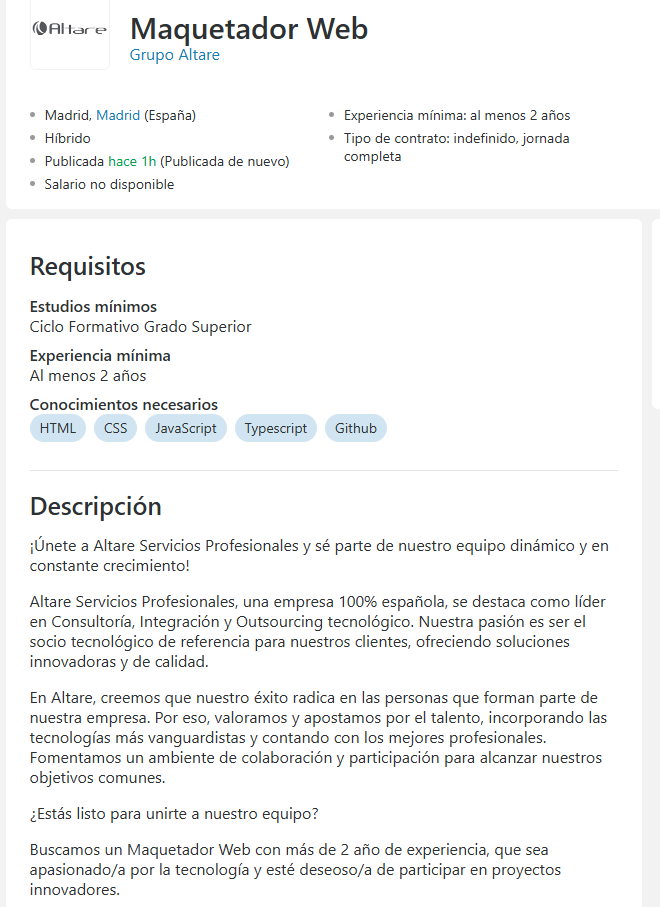 Altare
Maquetador Web
Grupo Altare
Madrid, Madrid (España)
Híbrido
Publicada hace 1h (Publicada de nuevo)
Salario no disponible
Experiencia mínima: al menos 2 años
Tipo de contrato: indefinido, jornada
completa
Requisitos
Estudios mínimos
Ciclo Formativo Grado Superior
Experiencia mínima
Al menos 2 años
Conocimientos necesarios
HTML CSS JavaScript Typescript Github
Descripción
¡Únete a Altare Servicios Profesionales y sé parte de nuestro equipo dinámico y en
constante crecimiento!
Altare Servicios Profesionales, una empresa 100% española, se destaca como líder
en Consultoría, Integración y Outsourcing tecnológico. Nuestra pasión es ser el
socio tecnológico de referencia para nuestros clientes, ofreciendo soluciones
innovadoras y de calidad.
En Altare, creemos que nuestro éxito radica en las personas que forman parte de
nuestra empresa. Por eso, valoramos y apostamos por el talento, incorporando las
tecnologías más vanguardistas y contando con los mejores profesionales.
Fomentamos un ambiente de colaboración y participación para alcanzar nuestros
objetivos comunes.
¿Estás listo para unirte a nuestro equipo?
Buscamos un Maquetador Web con más de 2 año de experiencia, que sea
apasionado/a por la tecnología y esté deseoso/a de participar en proyectos
innovadores.